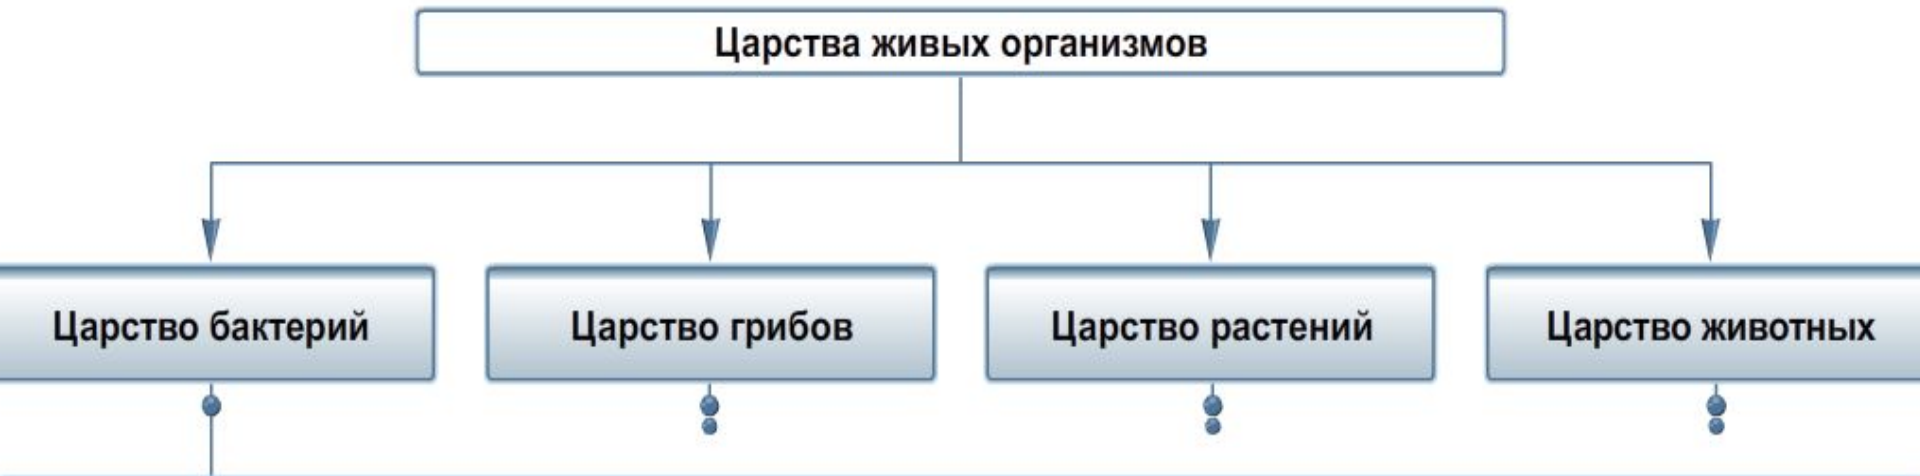 Царства живых организмов
Царство бактерий
Царство грибов
Царство растений
Царство животных